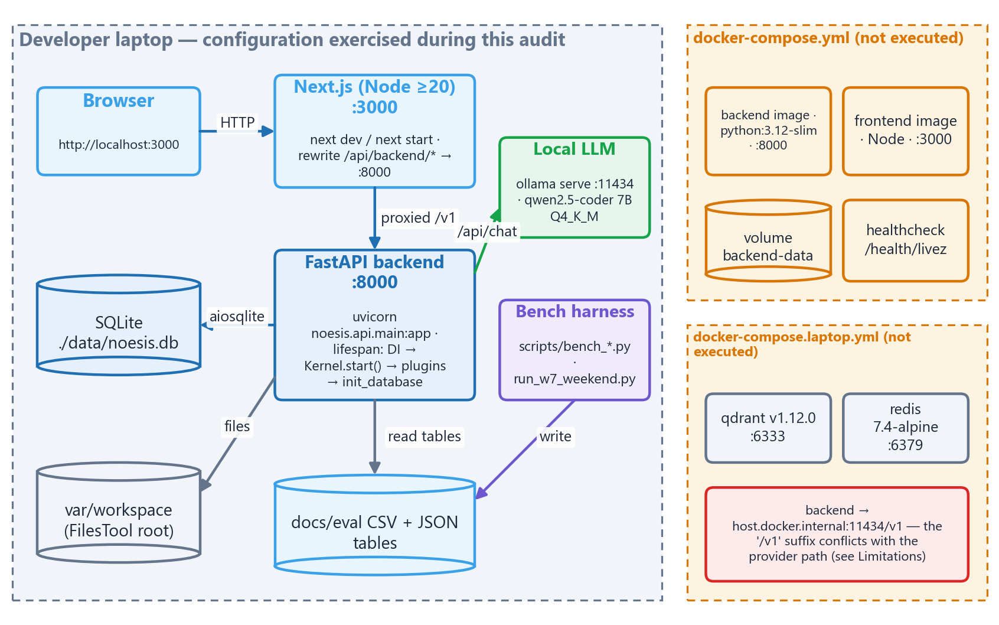 Developer laptop — configuration exercised during this audit
Browser
http://localhost:3000
HTTP
Next.js (Node ≥20)
:3000
next dev / next start ·
rewrite /api/backend/* →
:8000
proxied /v1
/api/chat
Local LLM
ollama serve :11434
· qwen2.5-coder 7B
Q4_K_M
FastAPI backend
:8000
uvicorn
noesis.api.main:app ·
lifespan: DI →
Kernel.start() → plugins
→ init_database
aiosqlite
SQLite
./data/noesis.db
Bench harness
scripts/bench_*.py
·
run_w7_weekend.py
files
read tables
write
var/workspace
(FilesTool root)
docs/eval CSV + JSON
tables
docker-compose.yml (not executed)
backend image ·
python:3.12-slim
· :8000
frontend image
· Node · :3000
volume
backend-data
healthcheck
/health/livez
docker-compose.laptop.yml (not
executed)
qdrant v1.12.0
:6333
redis
7.4-alpine
:6379
backend →
host.docker.internal:11434/v1 — the
'/v1' suffix conflicts with the
provider path (see Limitations)